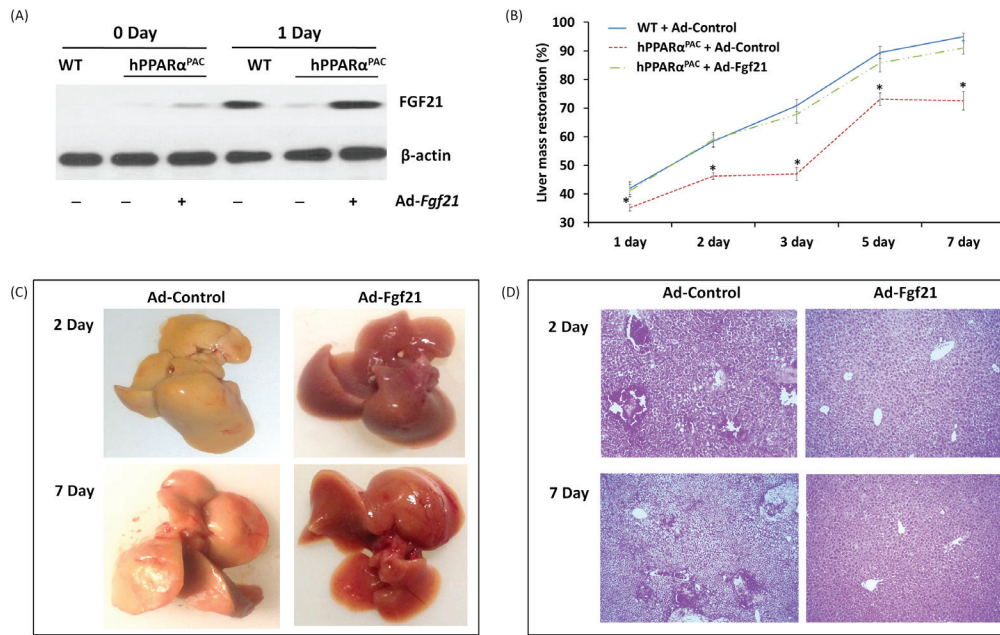 (A)
0 Day 1 Day
WT hPPARα^PAC WT hPPARα^PAC
FGF21
β-actin
– – + – – + Ad-Fgf21
(B)
WT + Ad-Control
hPPARα^PAC + Ad-Control
hPPARα^PAC + Ad-Fgf21
Liver mass restoration (%)
100
90
80
70
60
50
40
30
* * * * *
1 day 2 day 3 day 5 day 7 day
(C)
Ad-Control Ad-Fgf21
2 Day
7 Day
(D)
Ad-Control Ad-Fgf21
2 Day
7 Day